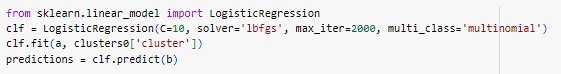 from sklearn.linear_model import LogisticRegression
clf = LogisticRegression(C=10, solver='lbfgs', max_iter=2000, multi_class='multinomial')
clf.fit(a, clusters0['cluster'])
predictions = clf.predict(b)